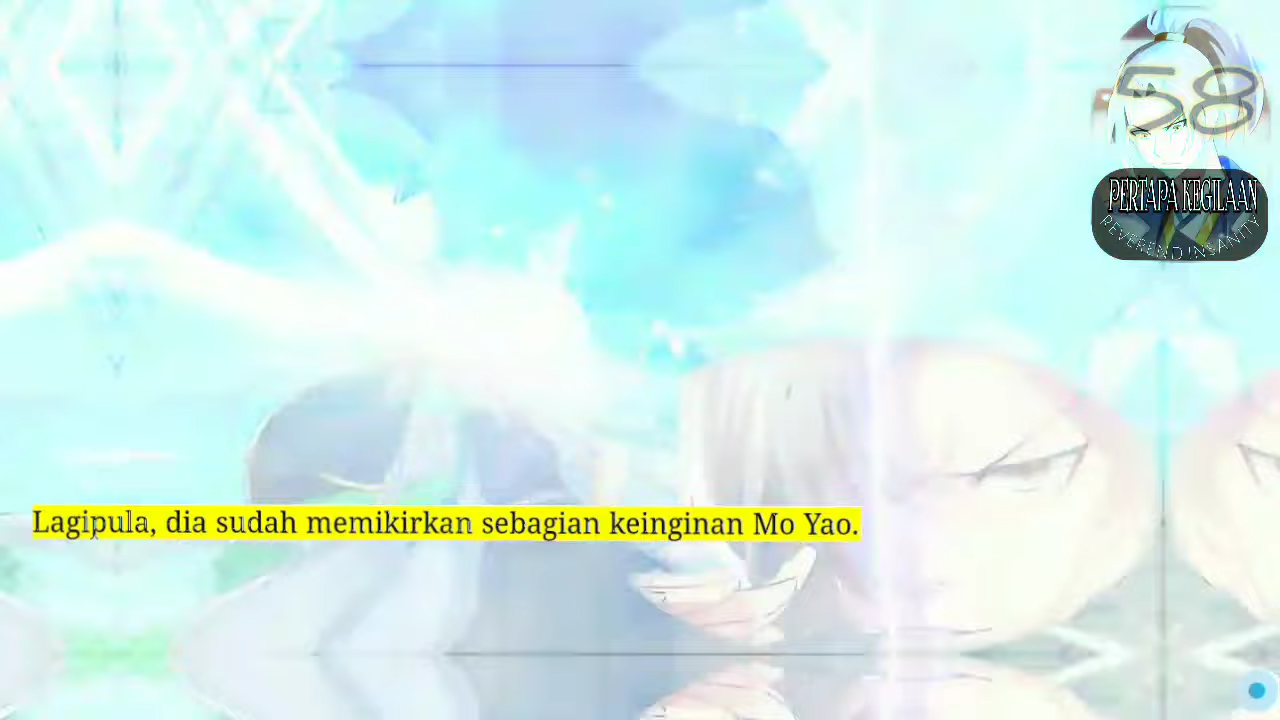 58
PERTAPA KEGILAAN
REVEREND INSANITY
Lagipula, dia sudah memikirkan sebagian keinginan Mo Yao.